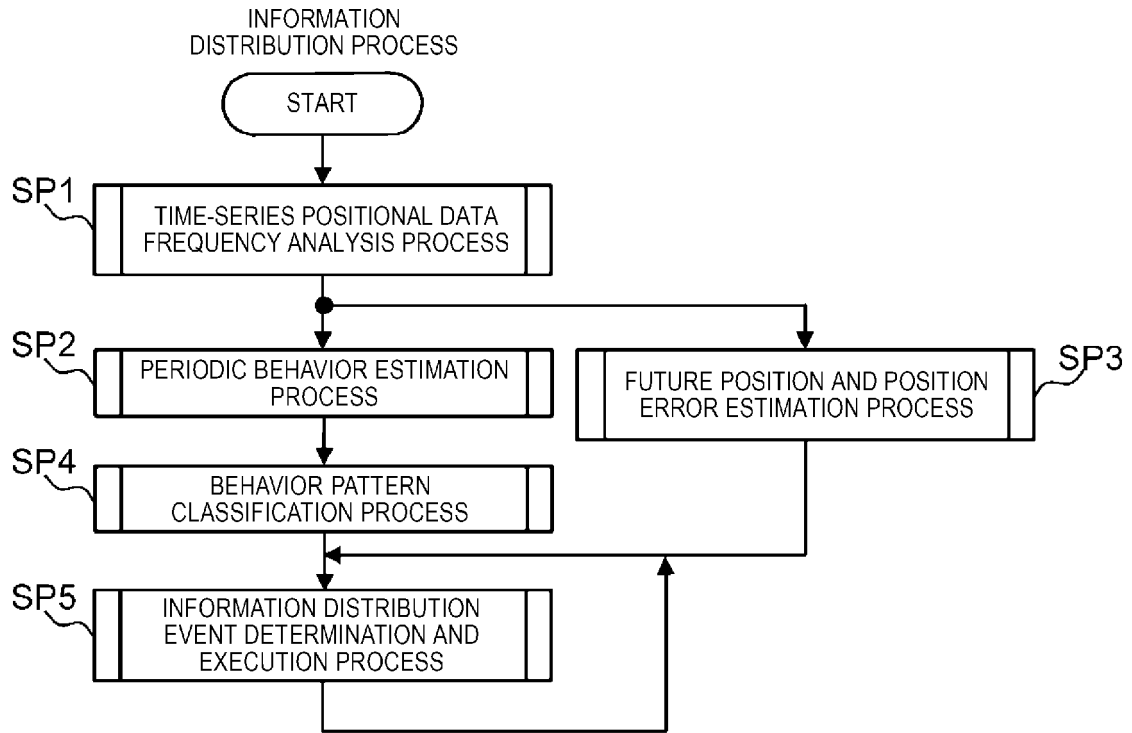 INFORMATION
DISTRIBUTION PROCESS
START
SP1
TIME-SERIES POSITIONAL DATA
FREQUENCY ANALYSIS PROCESS
SP2
PERIODIC BEHAVIOR ESTIMATION
PROCESS
FUTURE POSITION AND POSITION
ERROR ESTIMATION PROCESS
SP3
SP4
BEHAVIOR PATTERN
CLASSIFICATION PROCESS
SP5
INFORMATION DISTRIBUTION
EVENT DETERMINATION AND
EXECUTION PROCESS